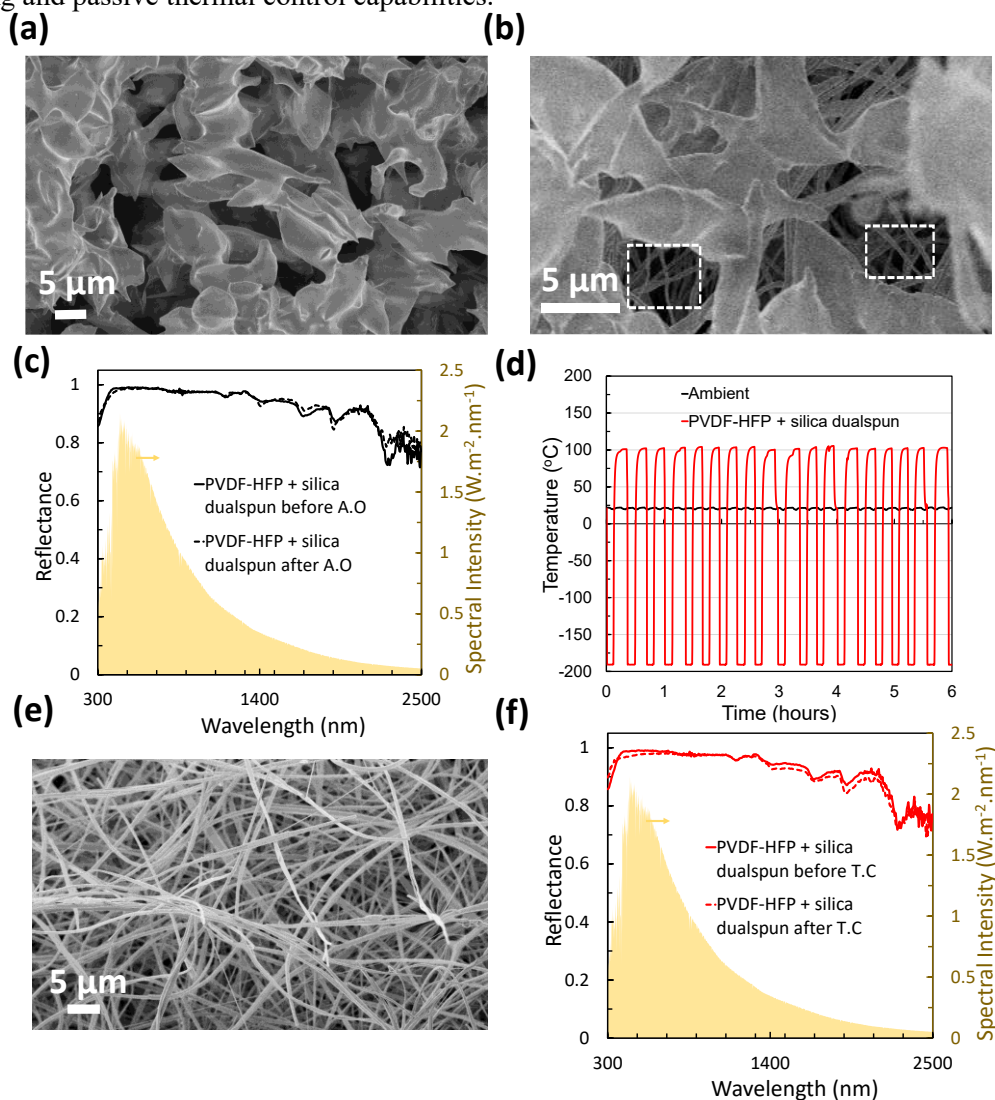 g and passive thermal control capabilities.
(a)
(b)
5 µm
5 µm
(c)
(d)
1
0.8
0.6
0.4
0.2
0
Reflectance
2.5
2
1.5
1
0.5
0
Spectral Intensity (W.m⁻².nm⁻¹)
PVDF-HFP + silica
dualspun before A.O
PVDF-HFP + silica
dualspun after A.O
300
1400
2500
Wavelength (nm)
200
150
100
50
0
-50
-100
-150
-200
Temperature (°C)
Ambient
PVDF-HFP + silica dualspun
0
1
2
3
4
5
6
Time (hours)
(e)
(f)
5 µm
1
0.8
0.6
0.4
0.2
0
Reflectance
2.5
2
1.5
1
0.5
0
Spectral Intensity (W.m⁻².nm⁻¹)
PVDF-HFP + silica
dualspun before T.C
PVDF-HFP + silica
dualspun after T.C
300
1400
2500
Wavelength (nm)